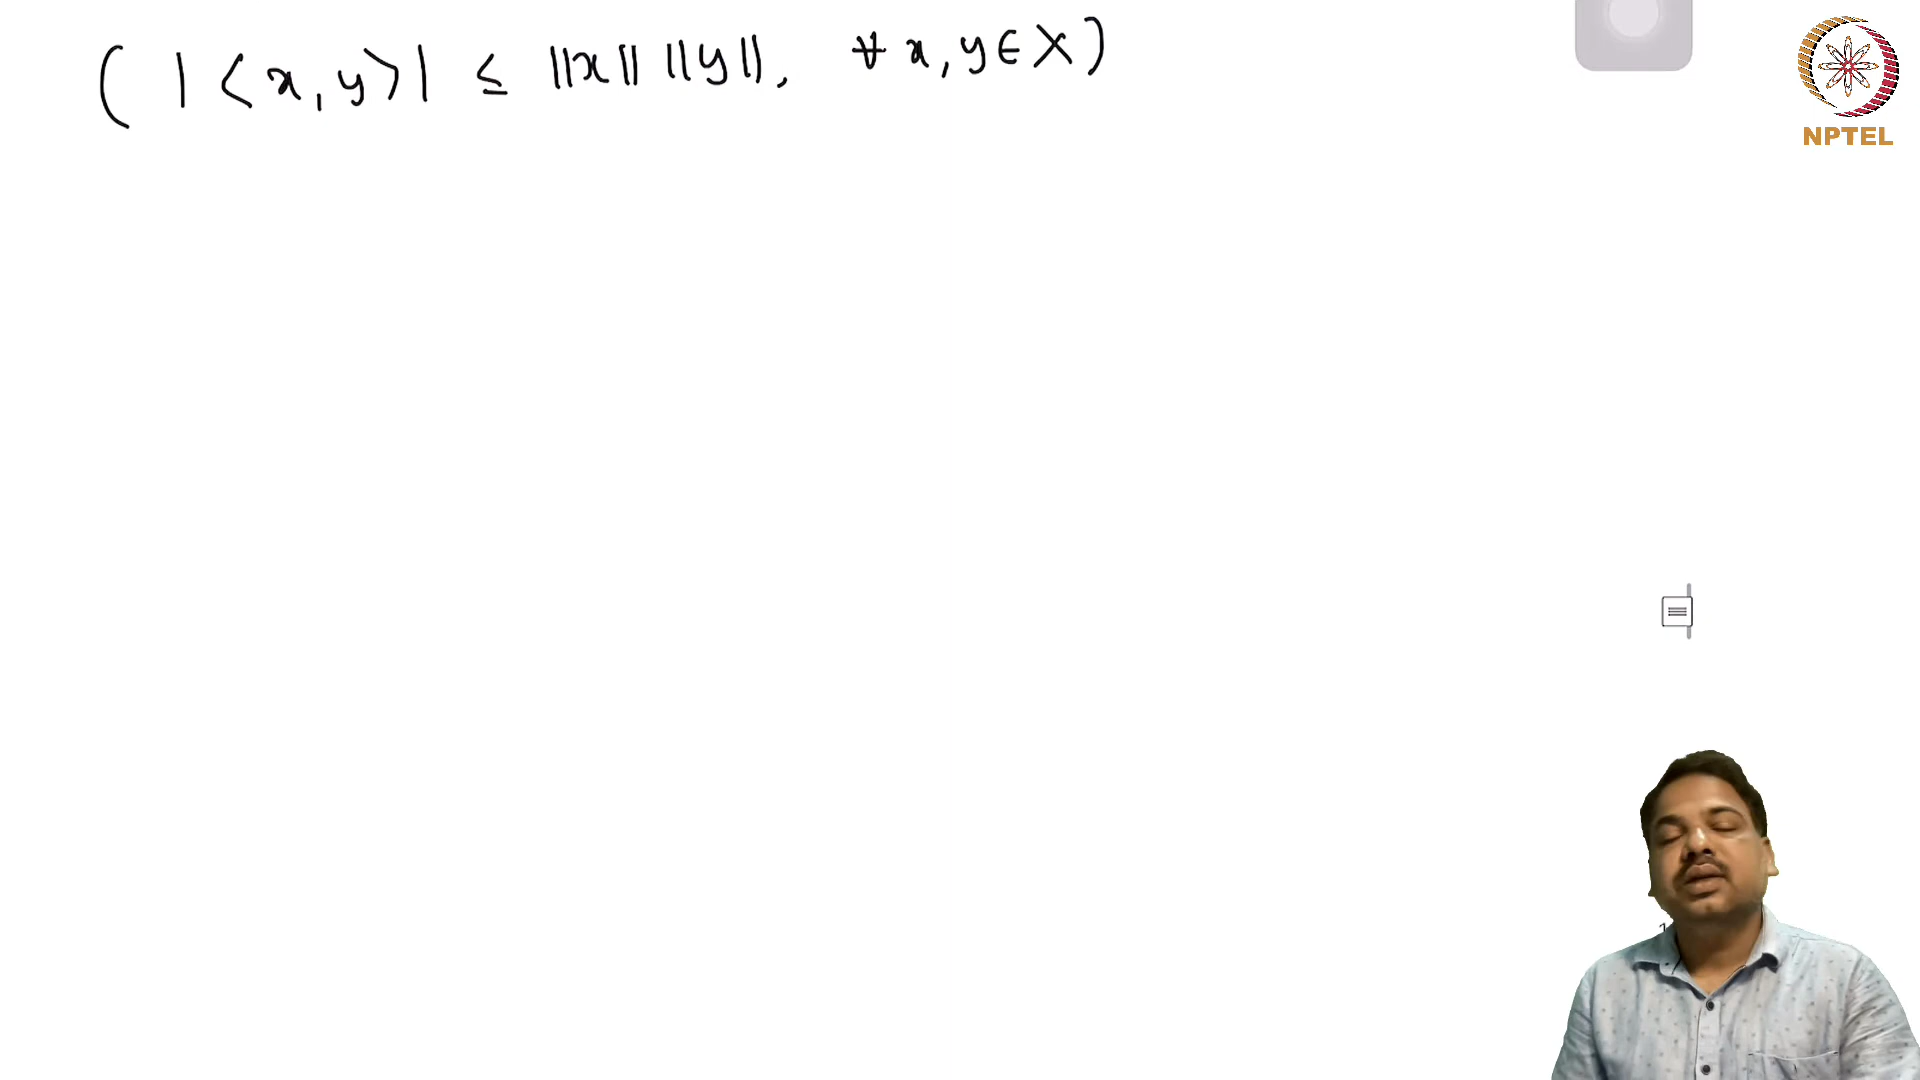 ( | < x, y > | ≤ ||x|| ||y||, ∀ x, y ∈ X )
NPTEL